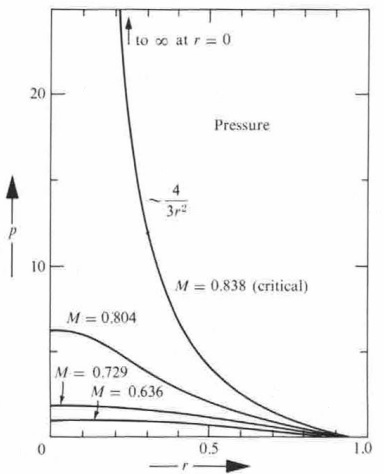 to ∞ at r = 0
20
Pressure
~ 4/3r²
p
10
M = 0.838 (critical)
M = 0.804
M = 0.729
M = 0.636
0
0.5
1.0
r